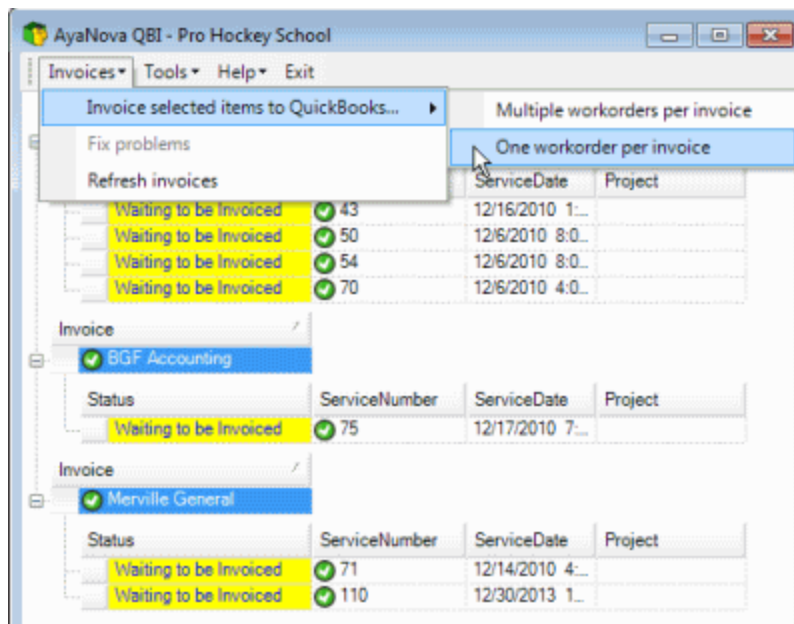 AyaNova QBI - Pro Hockey School
Invoices Tools Help Exit
Invoice selected items to QuickBooks... Multiple workorders per invoice
Fix problems One workorder per invoice
Refresh invoices ServiceDate Project
Waiting to be Invoiced 43 12/16/2010 1:...
Waiting to be Invoiced 50 12/6/2010 8:0...
Waiting to be Invoiced 54 12/6/2010 8:0...
Waiting to be Invoiced 70 12/6/2010 4:0...
Invoice
BGF Accounting
Status ServiceNumber ServiceDate Project
Waiting to be Invoiced 75 12/17/2010 7:...
Invoice
Merville General
Status ServiceNumber ServiceDate Project
Waiting to be Invoiced 71 12/14/2010 4:...
Waiting to be Invoiced 110 12/30/2013 1...